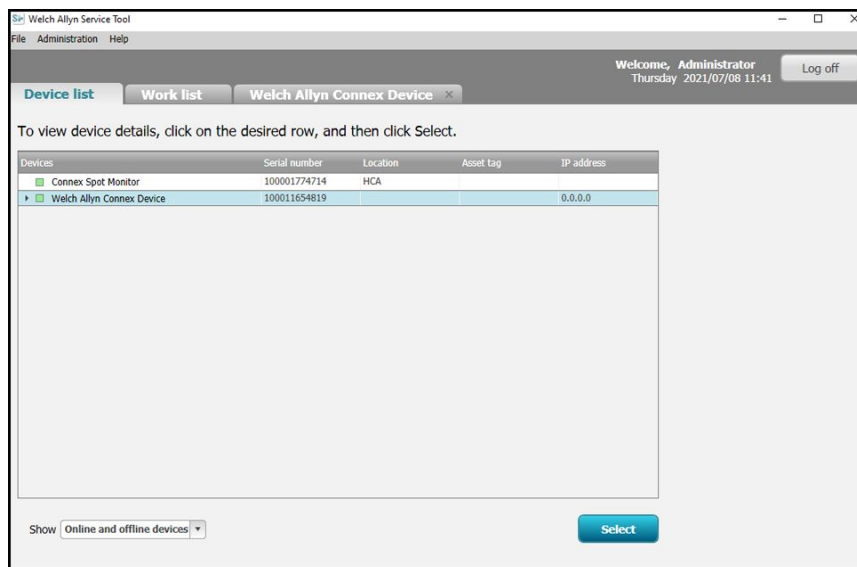 Welch Allyn Service Tool
File Administration Help
Welcome, Administrator
Thursday 2021/07/08 11:41
Log off
Device list Work list Welch Allyn Connex Device ×
To view device details, click on the desired row, and then click Select.
Devices Serial number Location Asset tag IP address
Connex Spot Monitor 100001774714 HCA
Welch Allyn Connex Device 100011654819 0.0.0.0
Show Online and offline devices Select